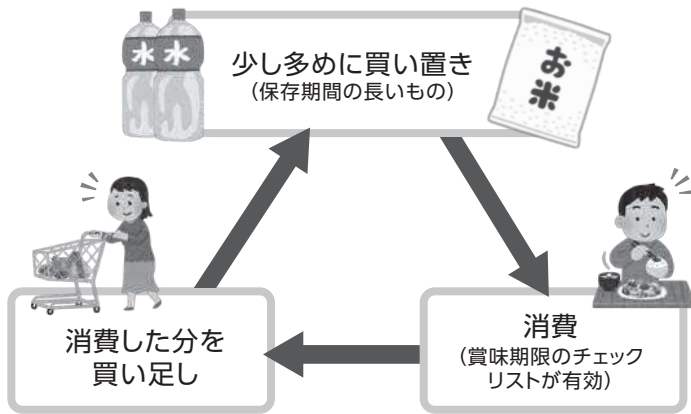 水 水
少し多めに買い置き
（保存期間の長いもの）
お米
消費した分を
買い足し
消費
（賞味期限のチェック
リストが有効）